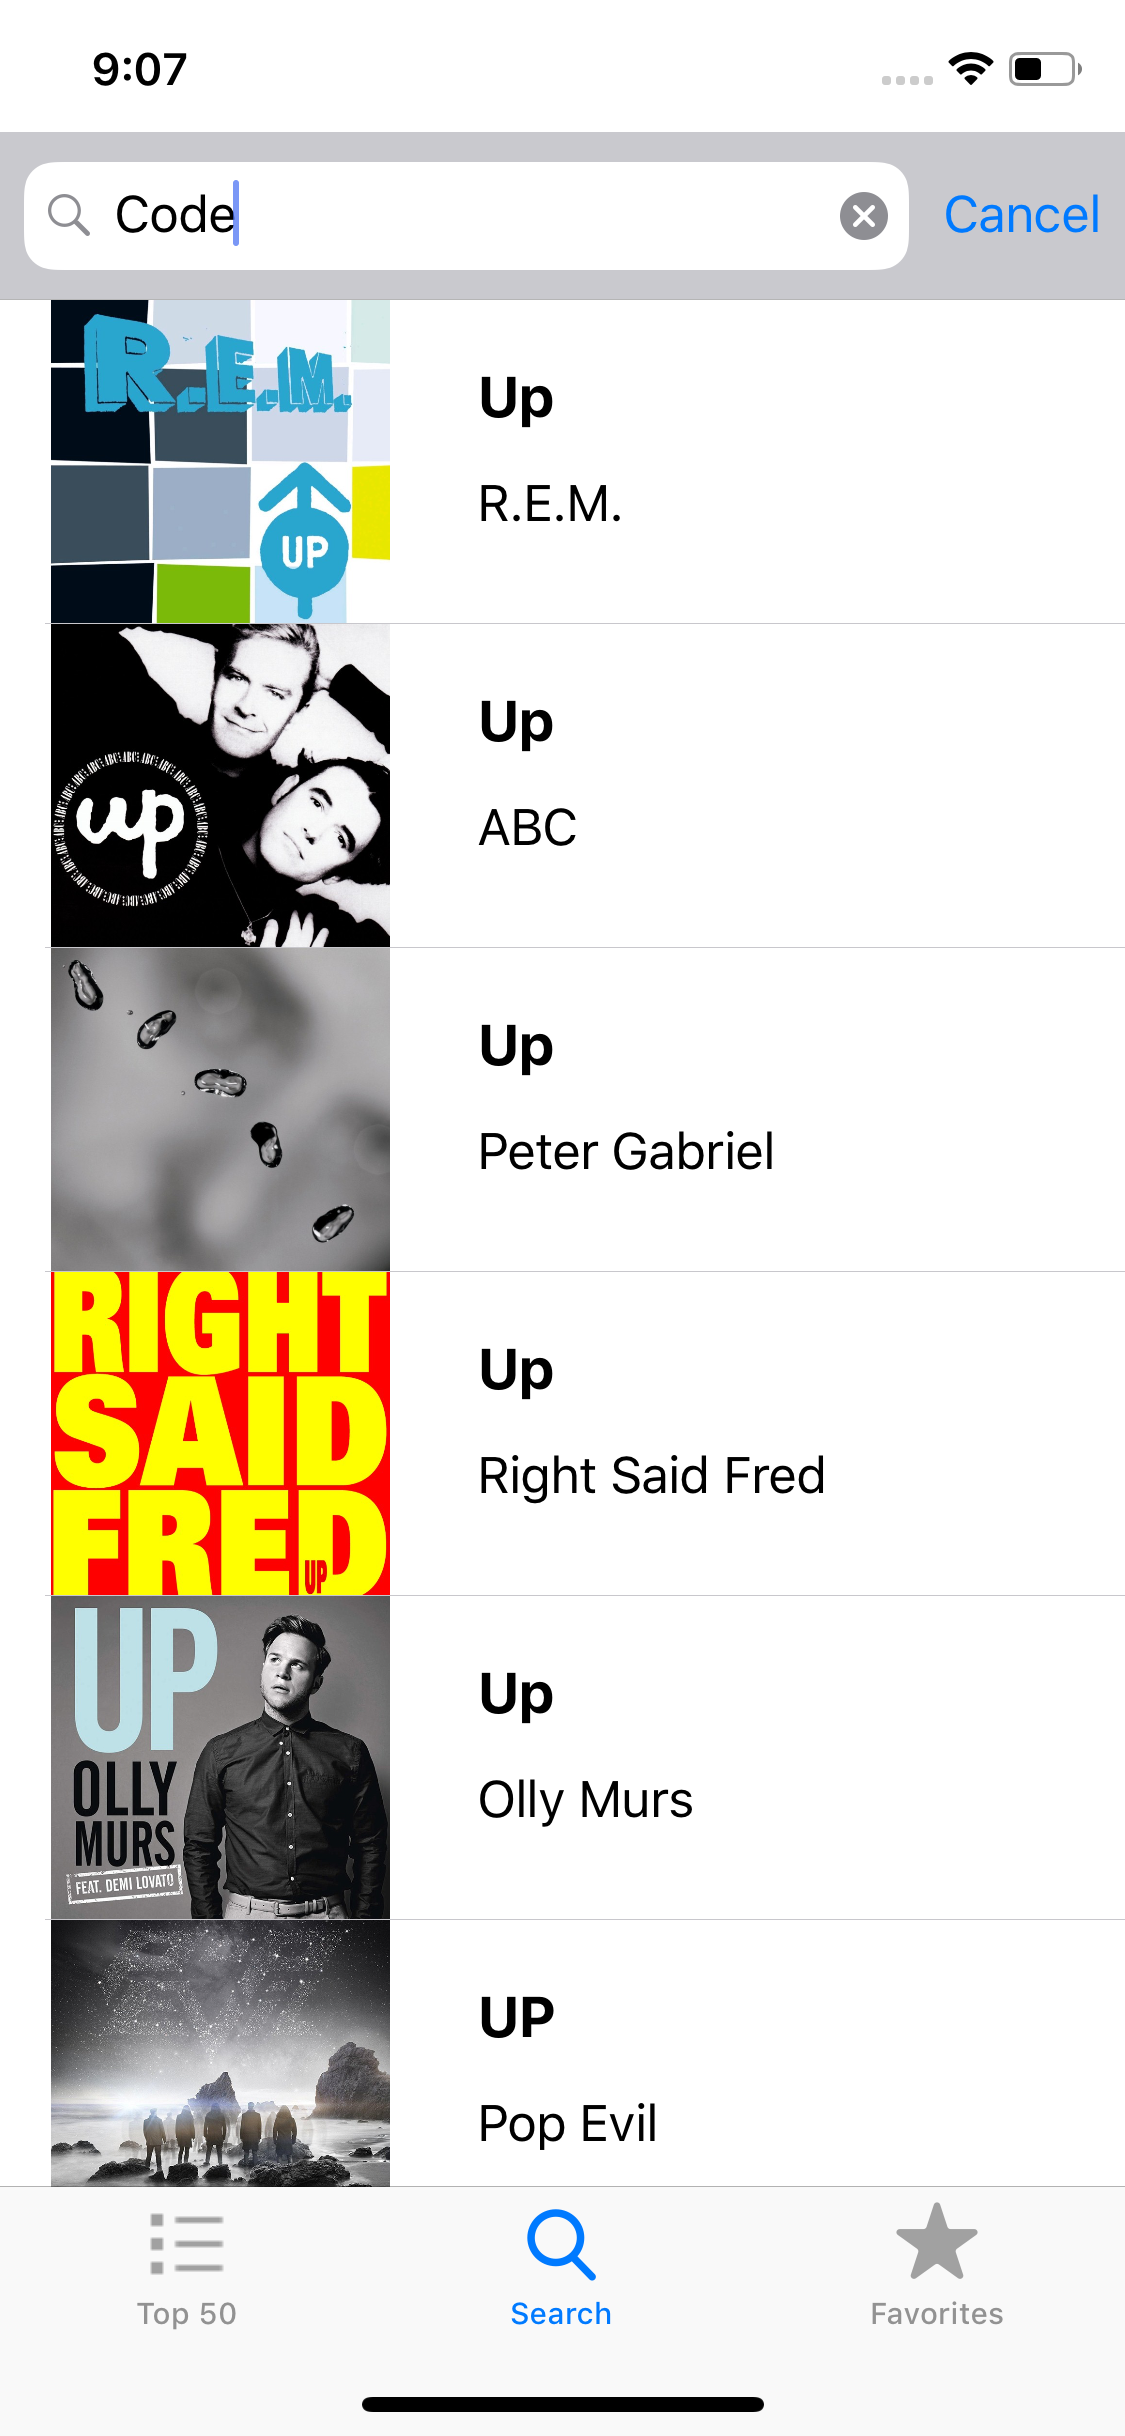 9:07
Code
Cancel
R.E.M.
UP
Up
R.E.M.
up
Up
ABC
Up
Peter Gabriel
RIGHT
SAID
FRED
UP
Up
Right Said Fred
UP
OLLY
MURS
FEAT. DEMI LOVATO
Up
Olly Murs
UP
Pop Evil
Top 50
Search
Favorites